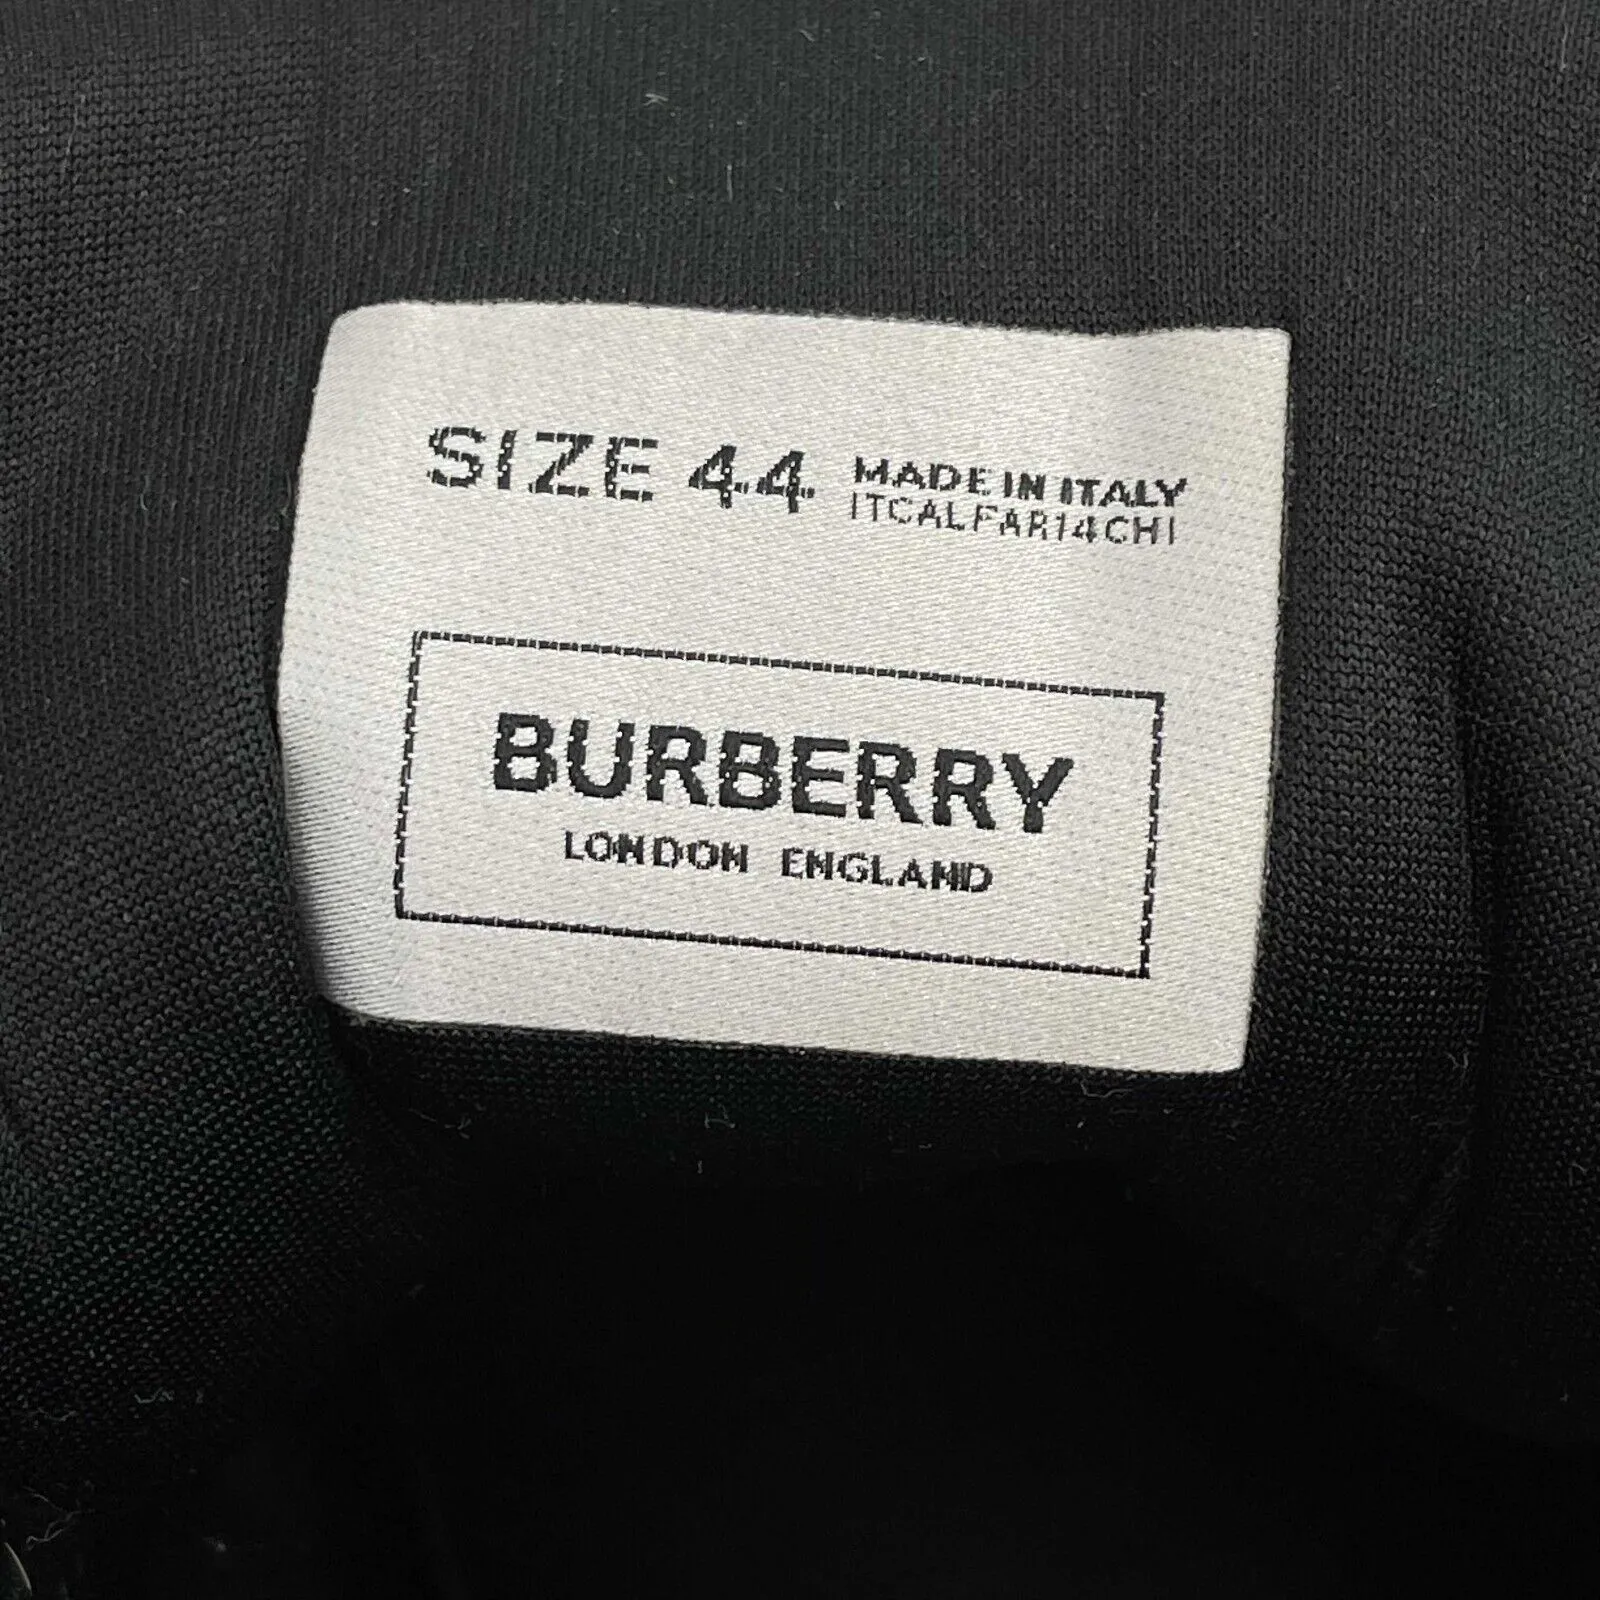 SIZE 44
MADE IN ITALY
ITCALFAR14CHI
BURBERRY
LONDON ENGLAND